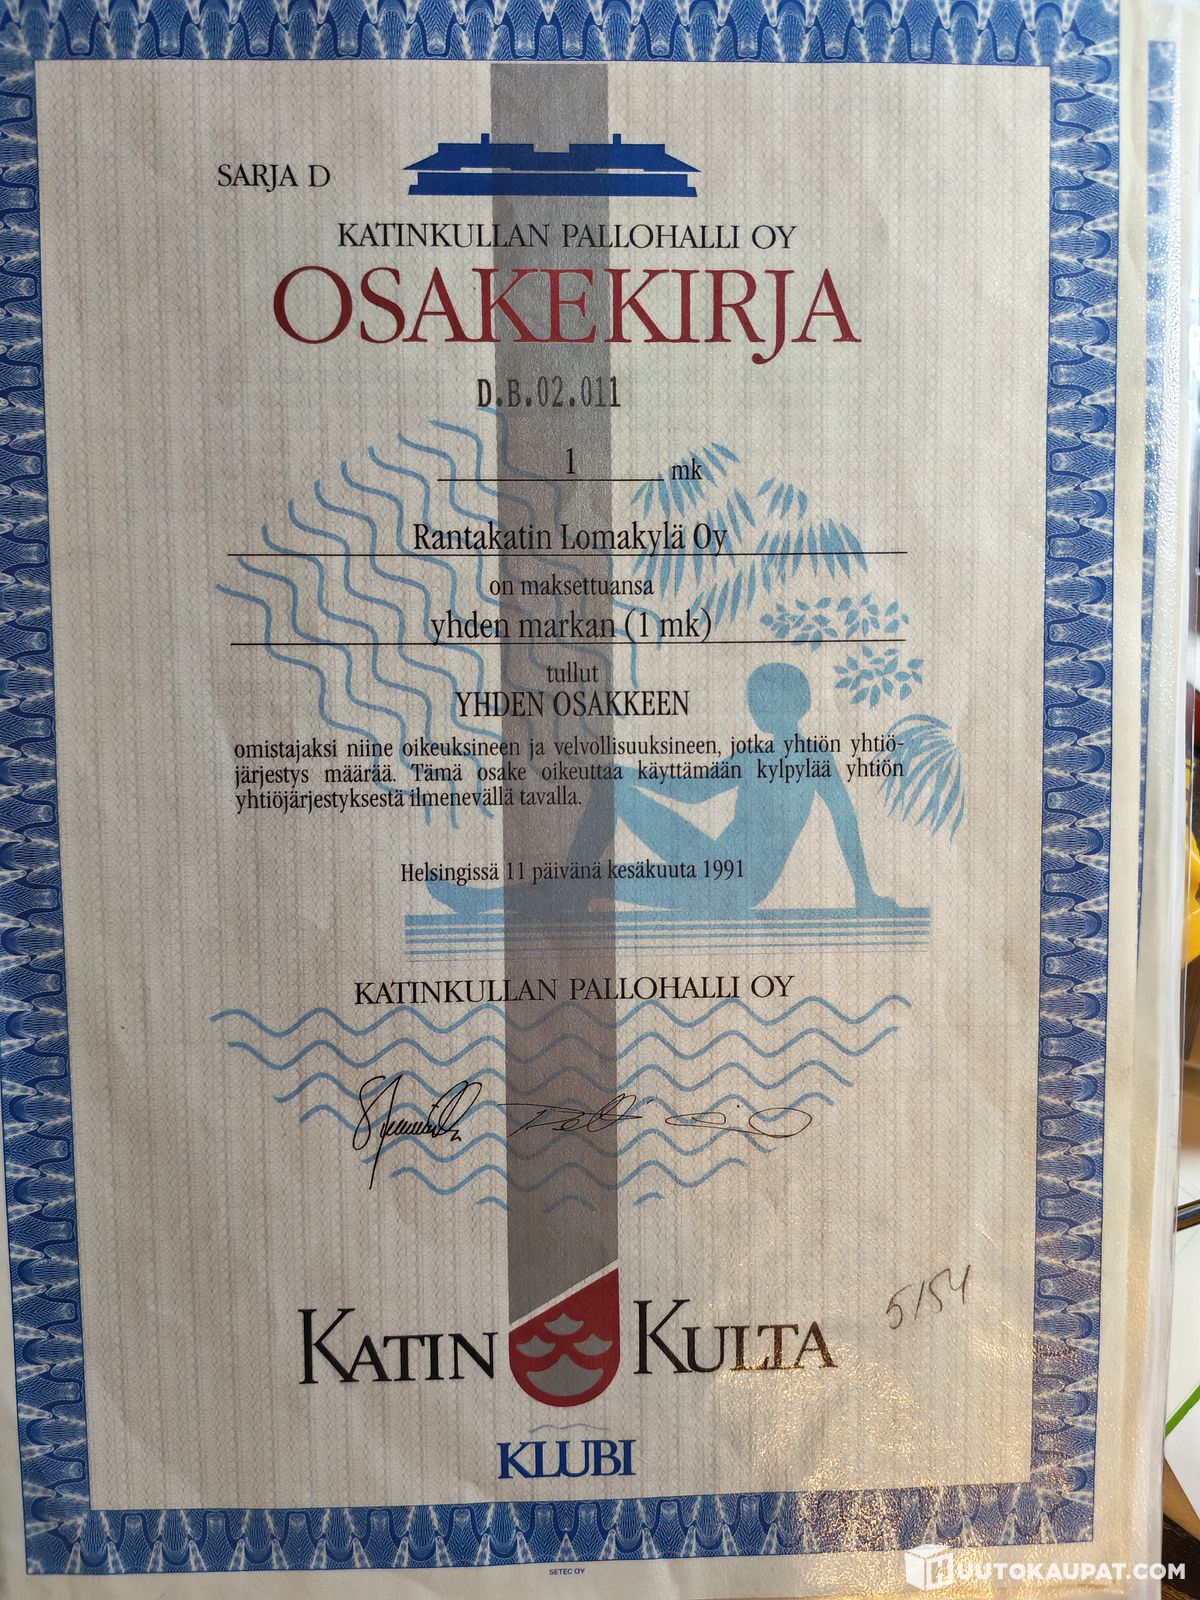 SARJA D
KATINKULLAN PALLOHALLI OY
OSAKEKIRJA
D.B.02.011
1 mk
Rantakatin Lomakylä Oy
on maksettuansa
yhden markan (1 mk)
tullut
YHDEN OSAKKEEN
omistajaksi niine oikeuksineen ja velvollisuuksineen, jotka yhtiön yhtiö-
järjestys määrää. Tämä osake oikeuttaa käyttämään kylpylää yhtiön
yhtiöjärjestyksestä ilmenevällä tavalla.
Helsingissä 11 päivänä kesäkuuta 1991
KATINKULLAN PALLOHALLI OY
5/54
KATIN KULTA
KLUBI
SETEC OY
HUUTOKAUPAT.COM